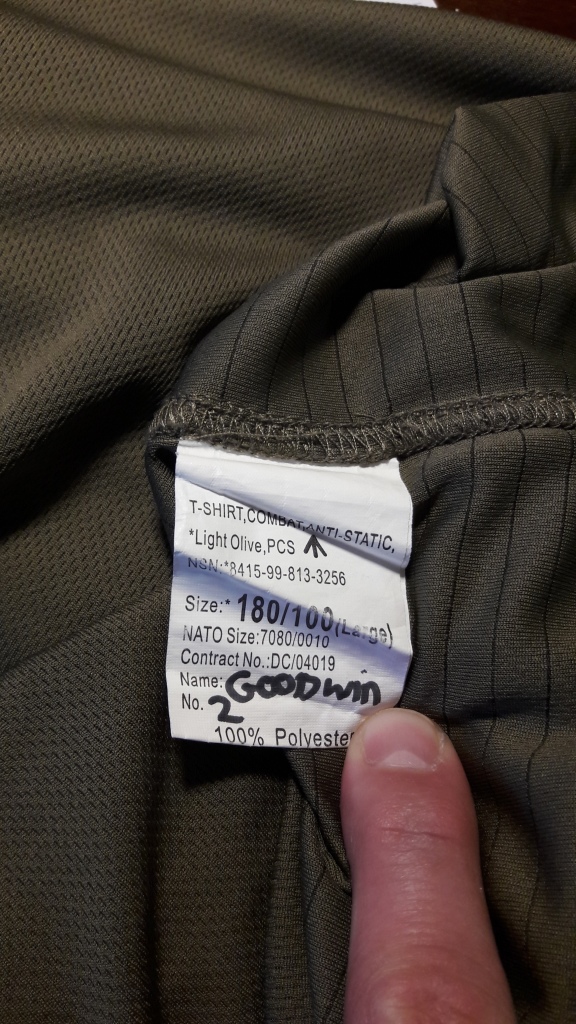 T-SHIRT,COMBAT,ANTI-STATIC,
*Light Olive,PCS
NSN:*8415-99-813-3256
Size:* 180/100(Large)
NATO Size:7080/0010
Contract No.:DC/04019
Name: GOODwin
No. 2
100% Polyester